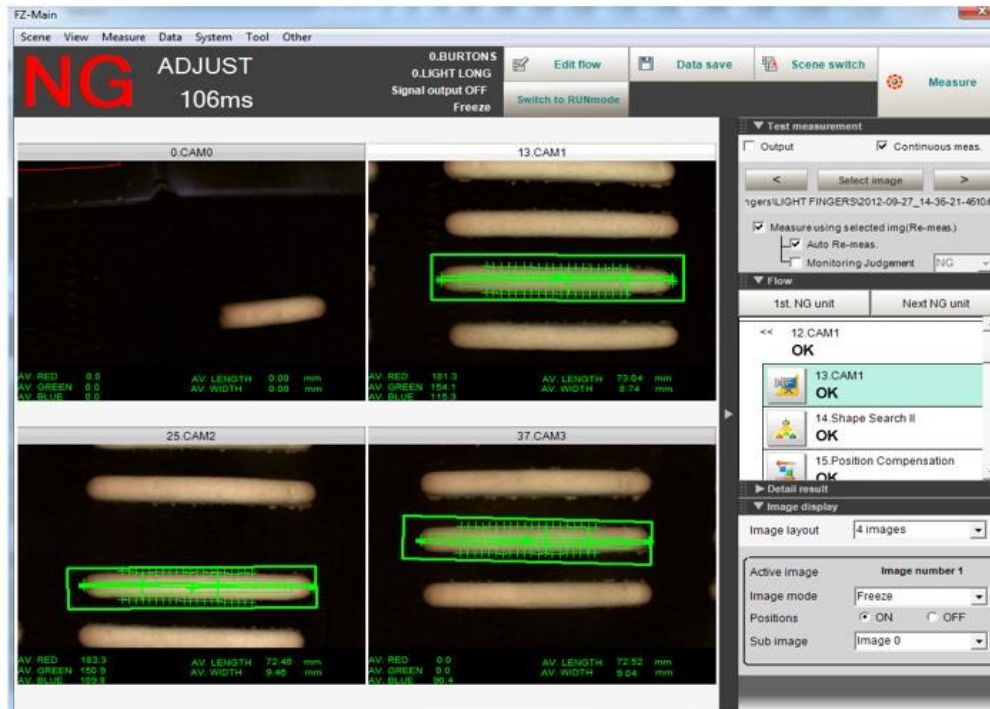 FZ-Main
Scene View Measure Data System Tool Other
NG
ADJUST
106ms
0.BURTONS
0.LIGHT LONG
Signal output OFF
Freeze
Edit flow
Data save
Scene switch
Switch to RUNmode
Measure
0.CAM0
AV. RED 0.0
AV. GREEN 0.0
AV. BLUE 0.0
AV. LENGTH 0.00 mm
AV. WIDTH 0.00 mm
13.CAM1
AV. RED 181.3
AV. GREEN 154.1
AV. BLUE 115.3
AV. LENGTH 73.04 mm
AV. WIDTH 8.74 mm
25.CAM2
AV. RED 183.3
AV. GREEN 150.9
AV. BLUE 109.8
AV. LENGTH 72.46 mm
AV. WIDTH 9.46 mm
37.CAM3
AV. RED 0.0
AV. GREEN 0.0
AV. BLUE 90.4
AV. LENGTH 72.52 mm
AV. WIDTH 9.04 mm
Test measurement
Output
Continuous meas.
< Select image >
ngers\LIGHT FINGERS\2012-09-27_14-36-21-4610
Measure using selected img(Re-meas.)
Auto Re-meas.
Monitoring Judgement NG
Flow
1st. NG unit
Next NG unit
<< 12.CAM1
OK
13.CAM1
OK
14.Shape Search II
OK
15.Position Compensation
OK
Detail result
Image display
Image layout 4 images
Active image Image number 1
Image mode Freeze
Positions ON OFF
Sub image Image 0